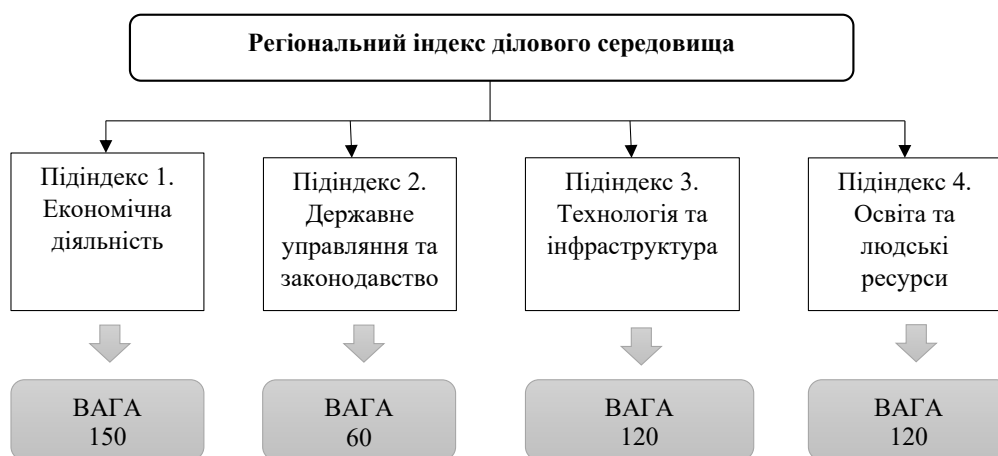 Регіональний індекс ділового середовища
Підіндекс 1.
Економічна
діяльність
Підіндекс 2.
Державне
управляння та
законодавство
Підіндекс 3.
Технологія та
інфраструктура
Підіндекс 4.
Освіта та
людські
ресурси
ВАГА
150
ВАГА
60
ВАГА
120
ВАГА
120